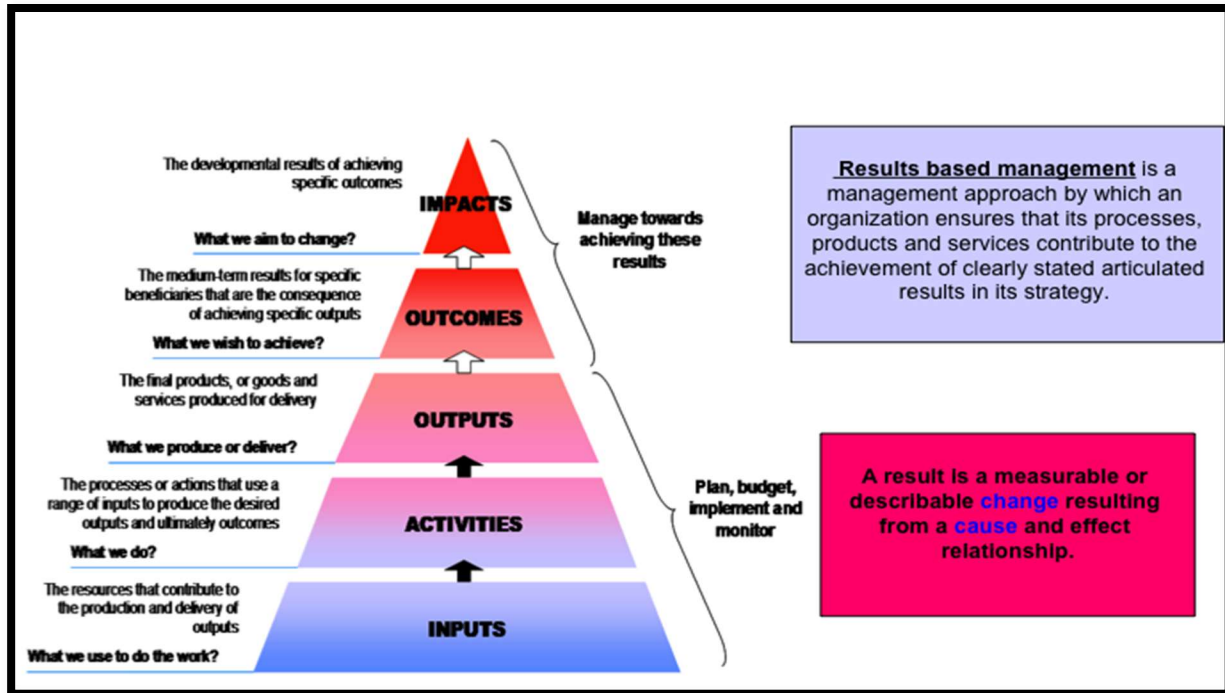 The developmental results of achieving
specific outcomes
IMPACTS
What we aim to change?
The medium-term results for specific
beneficiaries that are the consequence
of achieving specific outputs
OUTCOMES
What we wish to achieve?
The final products, or goods and
services produced for delivery
OUTPUTS
What we produce or deliver?
The processes or actions that use a
range of inputs to produce the desired
outputs and ultimately outcomes
ACTIVITIES
What we do?
The resources that contribute to
the production and delivery of
outputs
INPUTS
What we use to do the work?
Manage towards
achieving these
results
Plan, budget,
implement and
monitor
Results based management is a
management approach by which an
organization ensures that its processes,
products and services contribute to the
achievement of clearly stated articulated
results in its strategy.
A result is a measurable or
describable change resulting
from a cause and effect
relationship.